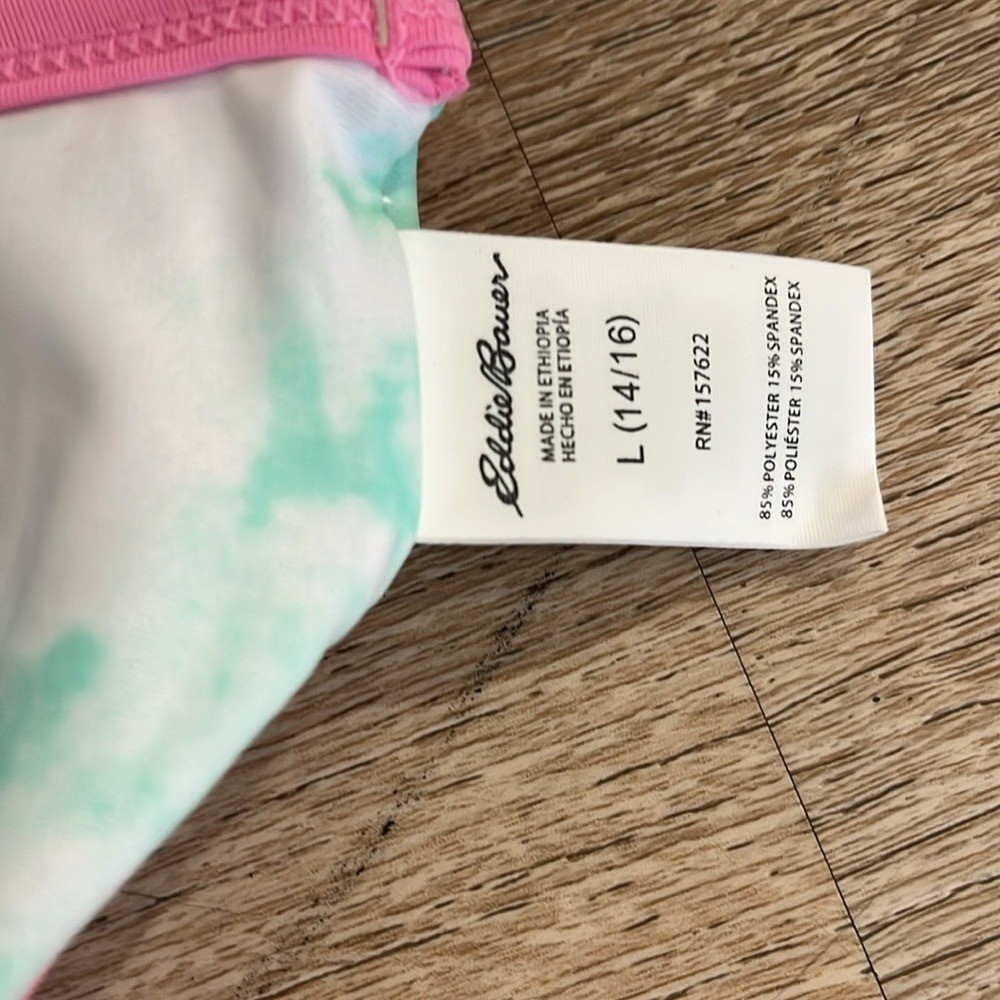 Eddie Bauer
MADE IN ETHIOPIA
HECHO EN ETIOPÍA
L (14/16)
RN#157622
85% POLYESTER 15% SPANDEX
85% POLIÉSTER 15% SPANDEX